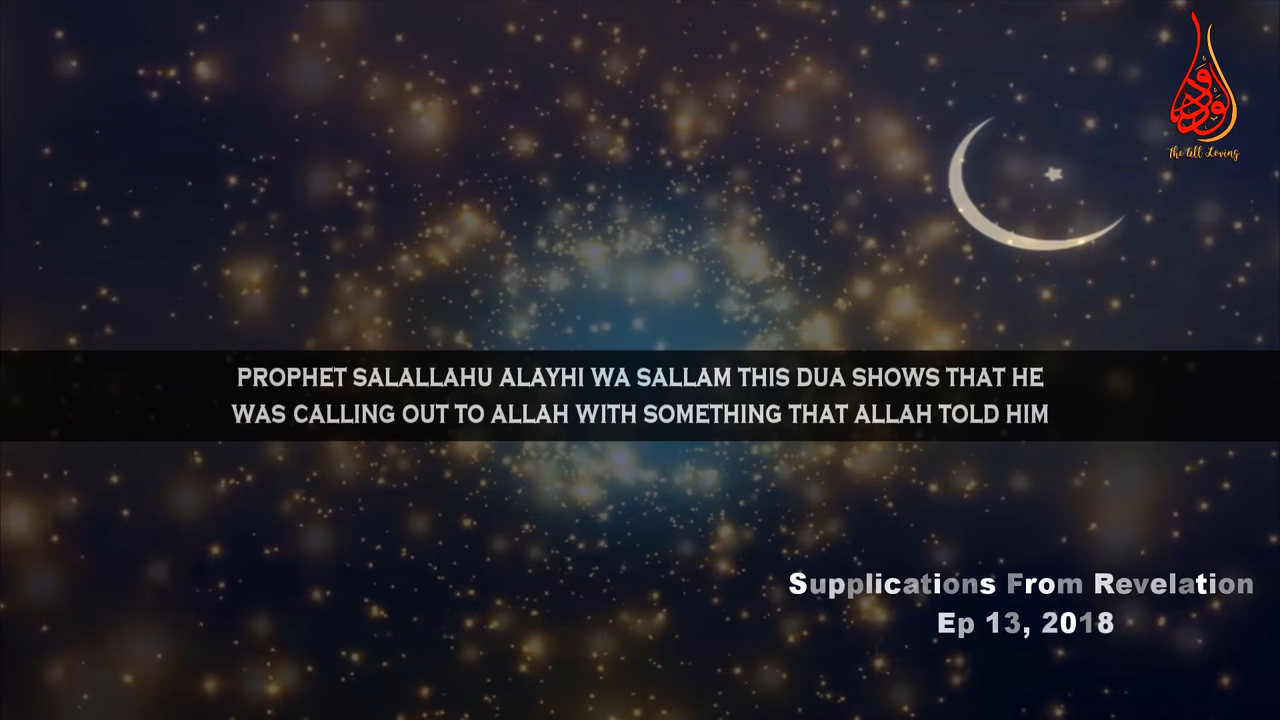 الودود
The All Loving
PROPHET SALALLAHU ALAYHI WA SALLAM THIS DUA SHOWS THAT HE
WAS CALLING OUT TO ALLAH WITH SOMETHING THAT ALLAH TOLD HIM
Supplications From Revelation
Ep 13, 2018